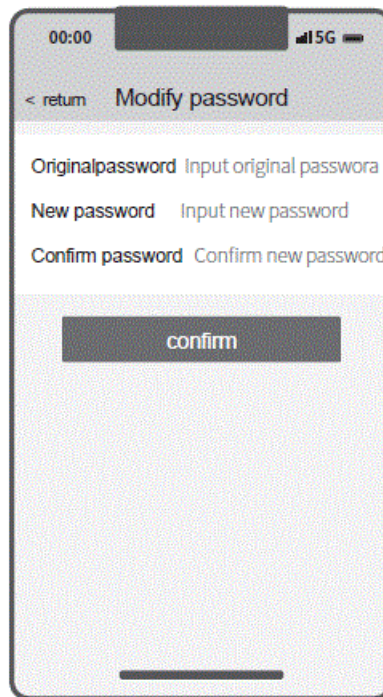 00:00 5G
< return Modify password
Originalpassword Input original passwora
New password Input new password
Confirm password Confirm new password
confirm